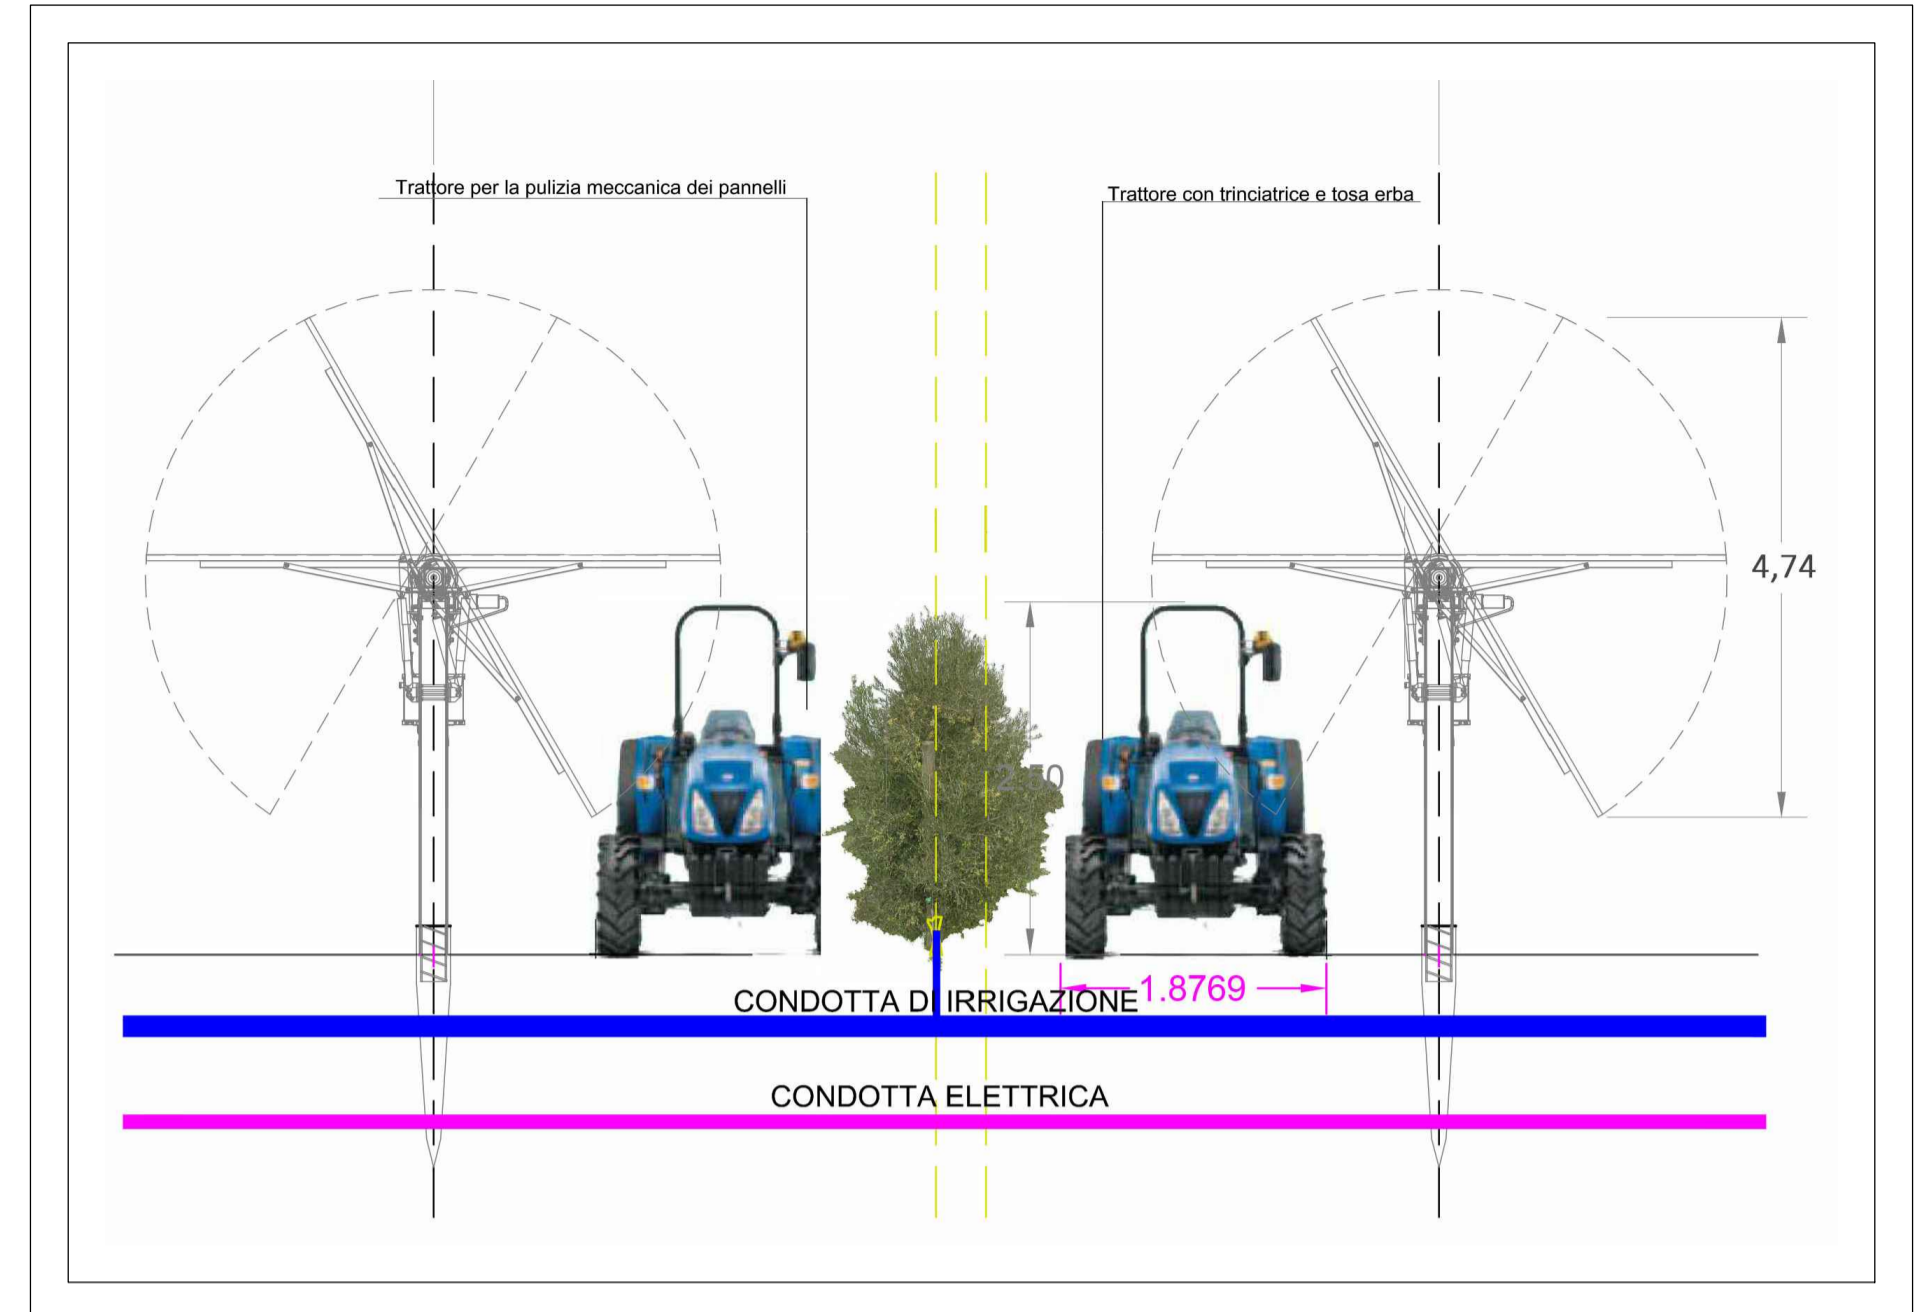 Trattore per la pulizia meccanica dei pannelli
Trattore con trinciatrice e tosa erba
4,74
2.50
1.8769
CONDOTTA DI IRRIGAZIONE
CONDOTTA ELETTRICA